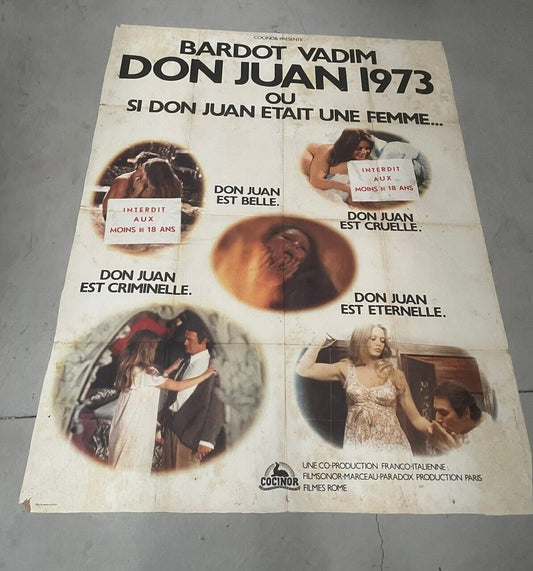 COCINOR PRESENTE
BARDOT VADIM
DON JUAN 1973
OU
SI DON JUAN ETAIT UNE FEMME...
INTERDIT
AUX
MOINS DE 18 ANS
DON JUAN
EST BELLE.
INTERDIT
AUX
MOINS DE 18 ANS
DON JUAN
EST CRUELLE.
DON JUAN
EST CRIMINELLE.
DON JUAN
EST ETERNELLE.
COCINOR
UNE CO-PRODUCTION FRANCO-ITALIENNE:
FILMSONOR-MARCEAU-PARADOX PRODUCTION PARIS
FILMES ROME